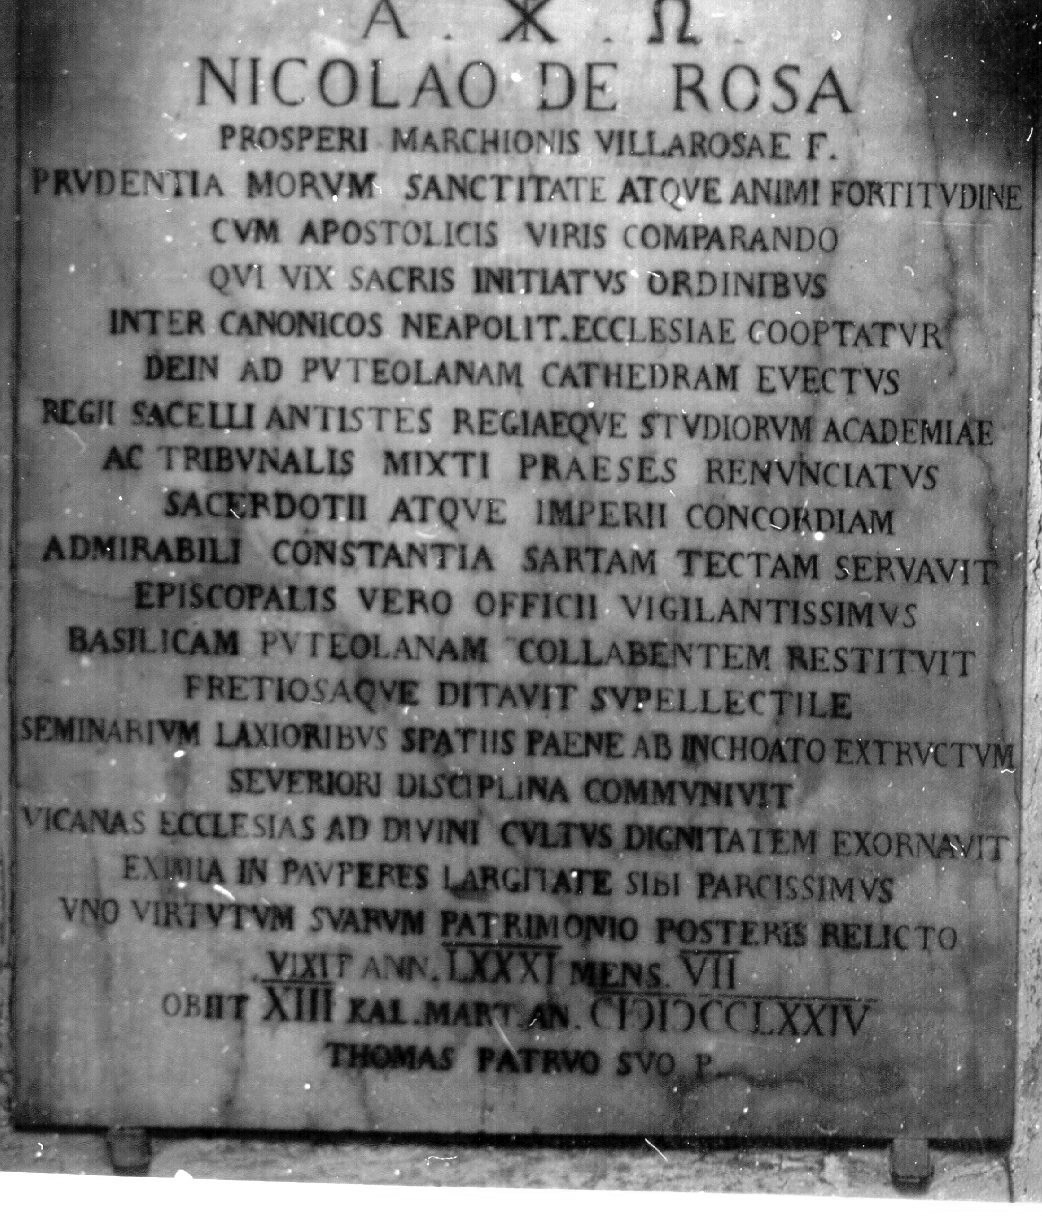 Α . ☧ . Ω .
NICOLAO DE ROSA
PROSPERI MARCHIONIS VILLAROSAE F.
PRVDENTIA MORVM SANCTITATE ATQVE ANIMI FORTITVDINE
CVM APOSTOLICIS VIRIS COMPARANDO
QVI VIX SACRIS INITIATVS ORDINIBVS
INTER CANONICOS NEAPOLIT. ECCLESIAE COOPTATVR
DEIN AD PVTEOLANAM CATHEDRAM EVECTVS
REGII SACELLI ANTISTES REGIAEQVE STVDIORVM ACADEMIAE
AC TRIBVNALIS MIXTI PRAESES RENVNCIATVS
SACERDOTII ATQVE IMPERII CONCORDIAM
ADMIRABILI CONSTANTIA SARTAM TECTAM SERVAVIT
EPISCOPALIS VERO OFFICII VIGILANTISSIMVS
BASILICAM PVTEOLANAM COLLABENTEM RESTITVIT
PRETIOSAQVE DITAVIT SVPELLECTILE
SEMINARIVM LAXIORIBVS SPATIIS PAENE AB INCHOATO EXTRVCTVM
SEVERIORI DISCIPLINA COMMVNIVIT
VICANAS ECCLESIAS AD DIVINI CVLTVS DIGNITATEM EXORNAVIT
EXIMIA IN PAVPERES LARGITATE SIBI PARCISSIMVS
VNO VIRTVTVM SVARVM PATRIMONIO POSTERIS RELICTO
VIXIT ANN. LXXXI MENS. VII
OBIIT XIIII KAL. MART. AN. CIↃIↃCCCLXXIV
THOMAS PATRVO SVO P.